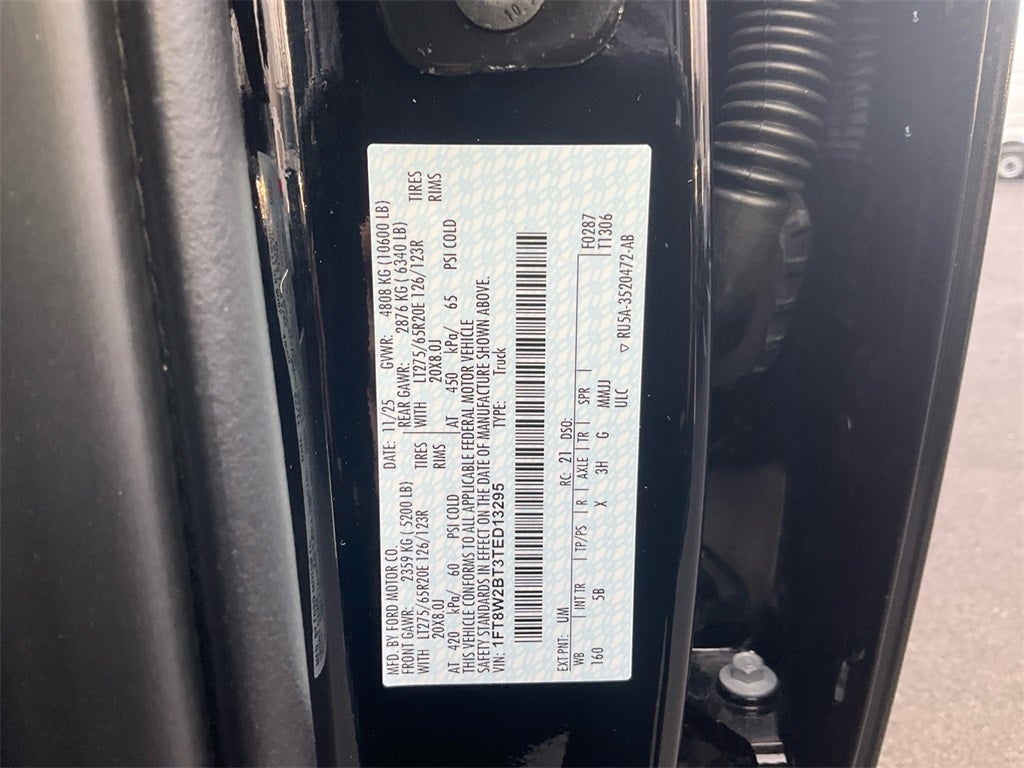 10.
MFD. BY FORD MOTOR CO.
DATE: 11/25 GVWR: 4808 KG (10600 LB)
FRONT GAWR: 2359 KG ( 5200 LB)
REAR GAWR: 2876 KG ( 6340 LB)
WITH LT275/65R20E 126/123R TIRES
WITH LT275/65R20E 126/123R TIRES
20X8.0J RIMS
20X8.0J RIMS
AT 420 kPa/ 60 PSI COLD
AT 450 kPa/ 65 PSI COLD
THIS VEHICLE CONFORMS TO ALL APPLICABLE FEDERAL MOTOR VEHICLE
SAFETY STANDARDS IN EFFECT ON THE DATE OF MANUFACTURE SHOWN ABOVE.
VIN: 1FT8W2BT3TED13295 TYPE: Truck
EXT PNT: UM RC: 21 DSO: F0287
WB INT TR TP/PS R AXLE TR SPR T1306
160 5B X 3H G MMJJ
ULC
▽ RU5A-3520472-AB